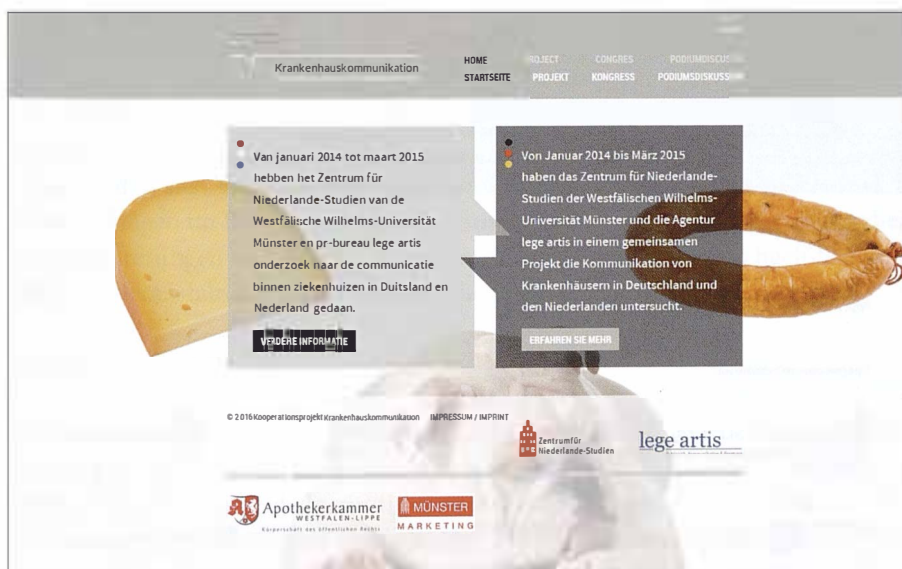 Krankenhauskommunikation
HOME CONGRES
STARTSEITE PROJEKT KONGRESS PODIUMSDISKUSS
Van januari 2014 tot maart 2015
hebben het Zentrum für
Niederlande-Studien van de
Westfälische Wilhelms-Universität
Münster en pr-bureau lege artis
onderzoek naar de communicatie
binnen ziekenhuizen in Duitsland en
Nederland gedaan.
VERDERE INFORMATIE
Von Januar 2014 bis März 2015
haben das Zentrum für Niederlande-
Studien der Westfälischen Wilhelms-
Universität Münster und die Agentur
lege artis in einem gemeinsamen
Projekt die Kommunikation von
Krankenhäusern in Deutschland und
den Niederlanden untersucht.
ERFAHREN SIE MEHR
© 2016 Kooperationsprojekt Krankenhauskommunikation IMPRESSUM / IMPRINT
Zentrum für
Niederlande-Studien
lege artis
Apothekerkammer
WESTFALEN-LIPPE
Körperschaft des öffentlichen Rechts
MÜNSTER
MARKETING